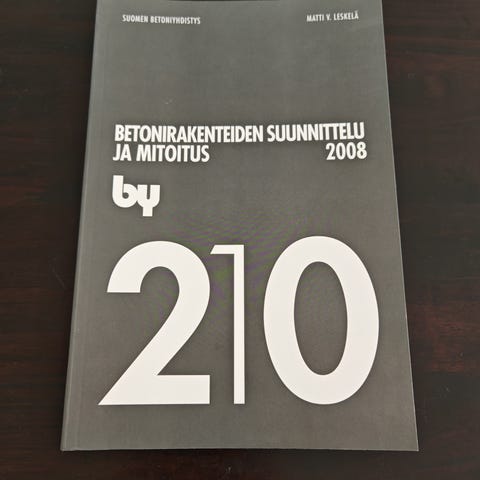 SUOMEN BETONIYHDISTYS MATTI V. LESKELÄ
BETONIRAKENTEIDEN SUUNNITTELU
JA MITOITUS 2008
by
210